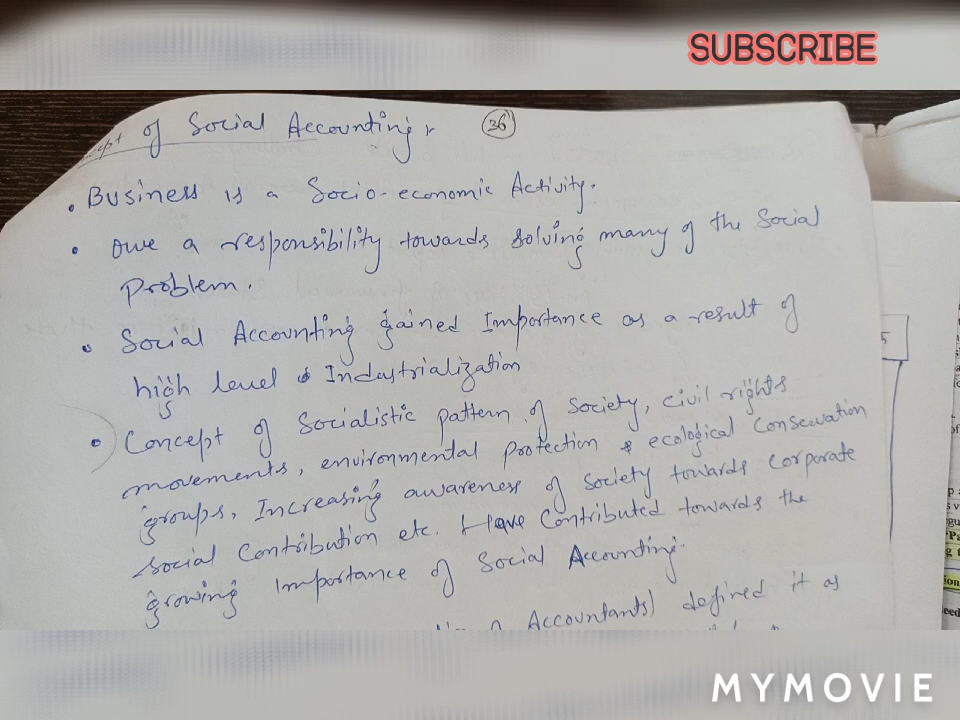 SUBSCRIBE
of Social Accounting
36
• Business is a Socio-economic Activity.
• owe a responsibility towards solving many of the Social
Problem.
• Social Accounting gained Importance as a result of
high level Industrialization
• Concept of Socialistic pattern of Society, civil rights
movements, environmental protection & ecological Conservation
groups, Increasing awareness of Society towards Corporate
social Contribution etc. Have Contributed towards the
growing Importance of Social Accounting.
Accountants) defined it as
5
MYMOVIE